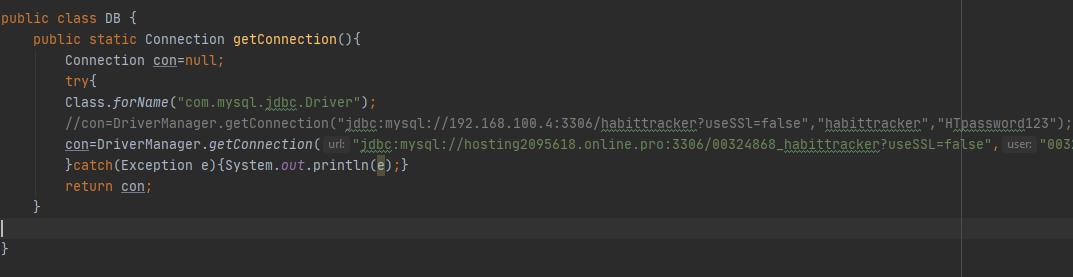 public class DB {
public static Connection getConnection(){
Connection con=null;
try{
Class.forName("com.mysql.jdbc.Driver");
//con=DriverManager.getConnection("jdbc:mysql://192.168.100.4:3306/habittracker?useSSL=false","habittracker","HTpassword123");
con=DriverManager.getConnection( url: "jdbc:mysql://hosting2095618.online.pro:3306/00324868_habittracker?useSSL=false", user: "003
}catch(Exception e){System.out.println(e);}
return con;
}
}